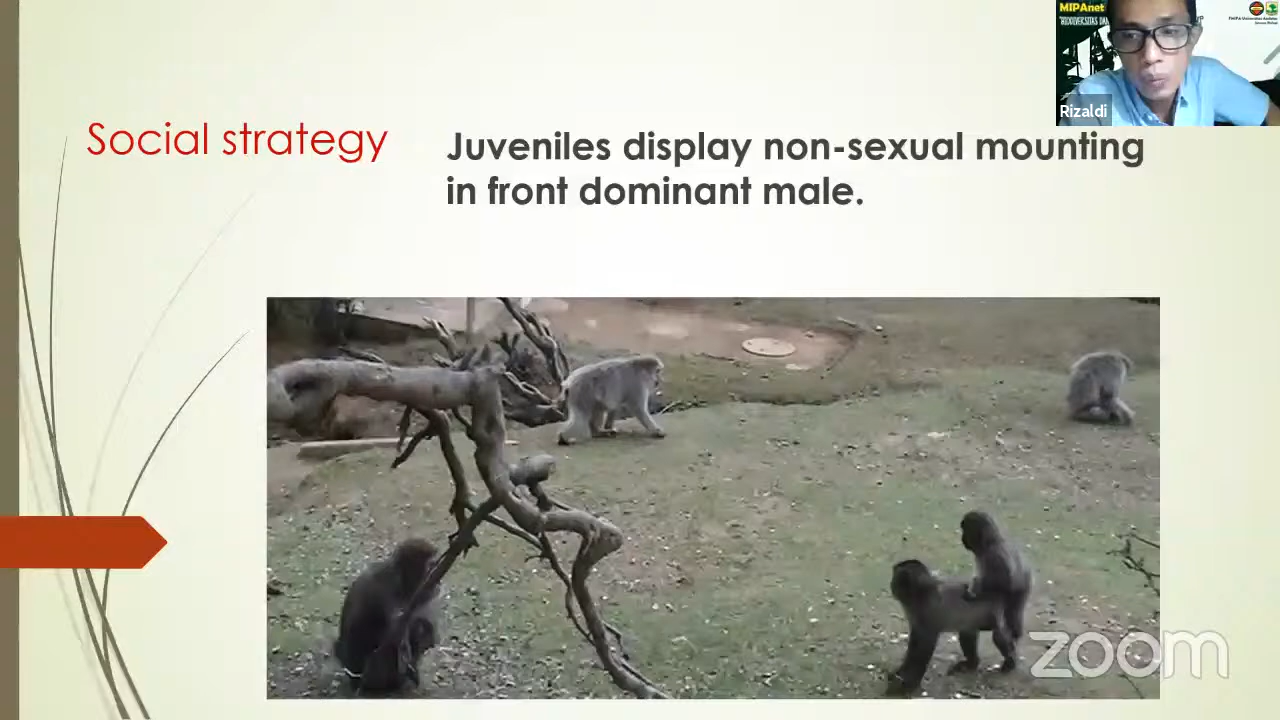 MIPAnet
Rizaldi
Social strategy
Juveniles display non-sexual mounting
in front dominant male.
zoom